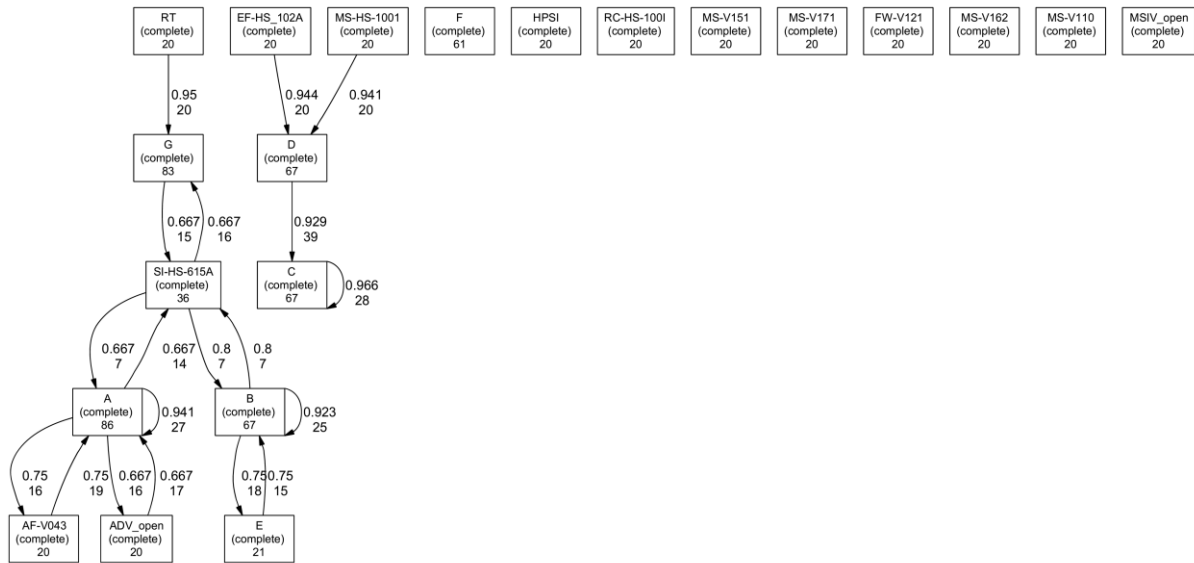 RT
(complete)
20
EF-HS_102A
(complete)
20
MS-HS-1001
(complete)
20
F
(complete)
61
HPSI
(complete)
20
RC-HS-100I
(complete)
20
MS-V151
(complete)
20
MS-V171
(complete)
20
FW-V121
(complete)
20
MS-V162
(complete)
20
MS-V110
(complete)
20
MSIV_open
(complete)
20
0.95
20
0.944
20
0.941
20
G
(complete)
83
D
(complete)
67
0.667
15
0.667
16
0.929
39
SI-HS-615A
(complete)
36
C
(complete)
67
0.966
28
0.667
7
0.667
14
0.8
7
0.8
7
A
(complete)
86
0.941
27
B
(complete)
67
0.923
25
0.75
16
0.75
19
0.667
16
0.667
17
0.75
18
0.75
15
AF-V043
(complete)
20
ADV_open
(complete)
20
E
(complete)
21